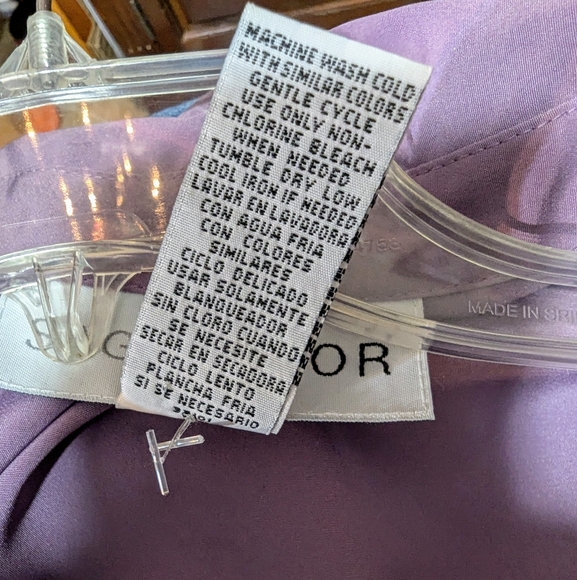 MACHINE WASH COLD
WITH SIMILAR COLORS
GENTLE CYCLE
USE ONLY NON-
CHLORINE BLEACH
WHEN NEEDED
TUMBLE DRY LOW
COOL IRON IF NEEDED
LAVAR EN LAVADORA
CON AGUA FRIA
CON COLORES
SIMILARES
CICLO DELICADO
USAR SOLAMENTE
BLANQUEADOR
SIN CLORO CUANDO
SE NECESITE
SECAR EN SECADORA
CICLO LENTO
PLANCHA FRIA
SI SE NECESARIO
MADE IN
OR